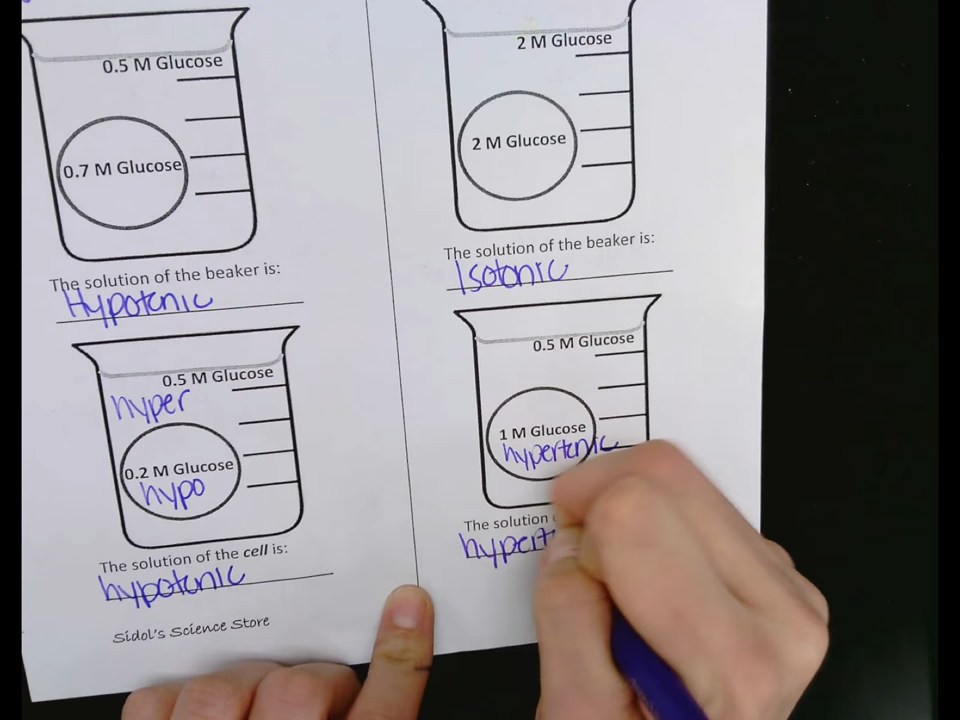 0.5 M Glucose
0.7 M Glucose
The solution of the beaker is:
Hypotonic
2 M Glucose
2 M Glucose
The solution of the beaker is:
Isotonic
0.5 M Glucose
hyper
0.2 M Glucose
hypo
The solution of the cell is:
hypotonic
0.5 M Glucose
1 M Glucose
hypertonic
The solution
hypert
Sidol's Science Store